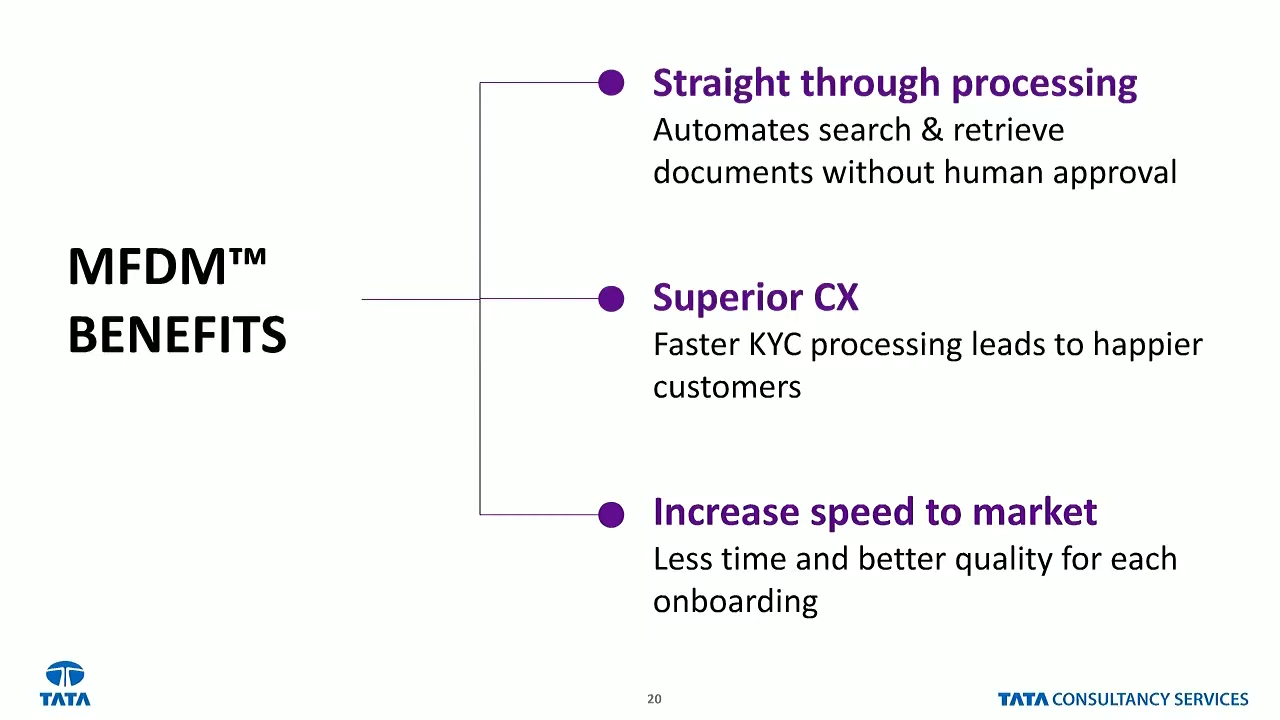 MFDM™
BENEFITS
Straight through processing
Automates search & retrieve
documents without human approval
Superior CX
Faster KYC processing leads to happier
customers
Increase speed to market
Less time and better quality for each
onboarding
TATA
20
TATA CONSULTANCY SERVICES